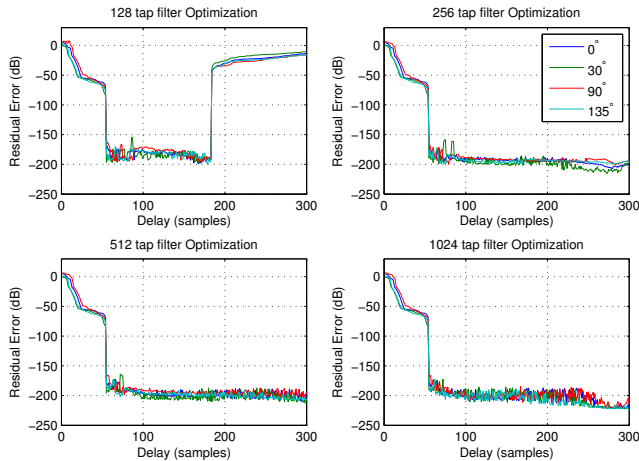 128 tap filter Optimization
0
−50
−100
−150
−200
−250
Residual Error (dB)
0 100 200 300
Delay (samples)
256 tap filter Optimization
0
−50
−100
−150
−200
−250
Residual Error (dB)
0 100 200 300
Delay (samples)
0°
30°
90°
135°
512 tap filter Optimization
0
−50
−100
−150
−200
−250
Residual Error (dB)
0 100 200 300
Delay (samples)
1024 tap filter Optimization
0
−50
−100
−150
−200
−250
Residual Error (dB)
0 100 200 300
Delay (samples)